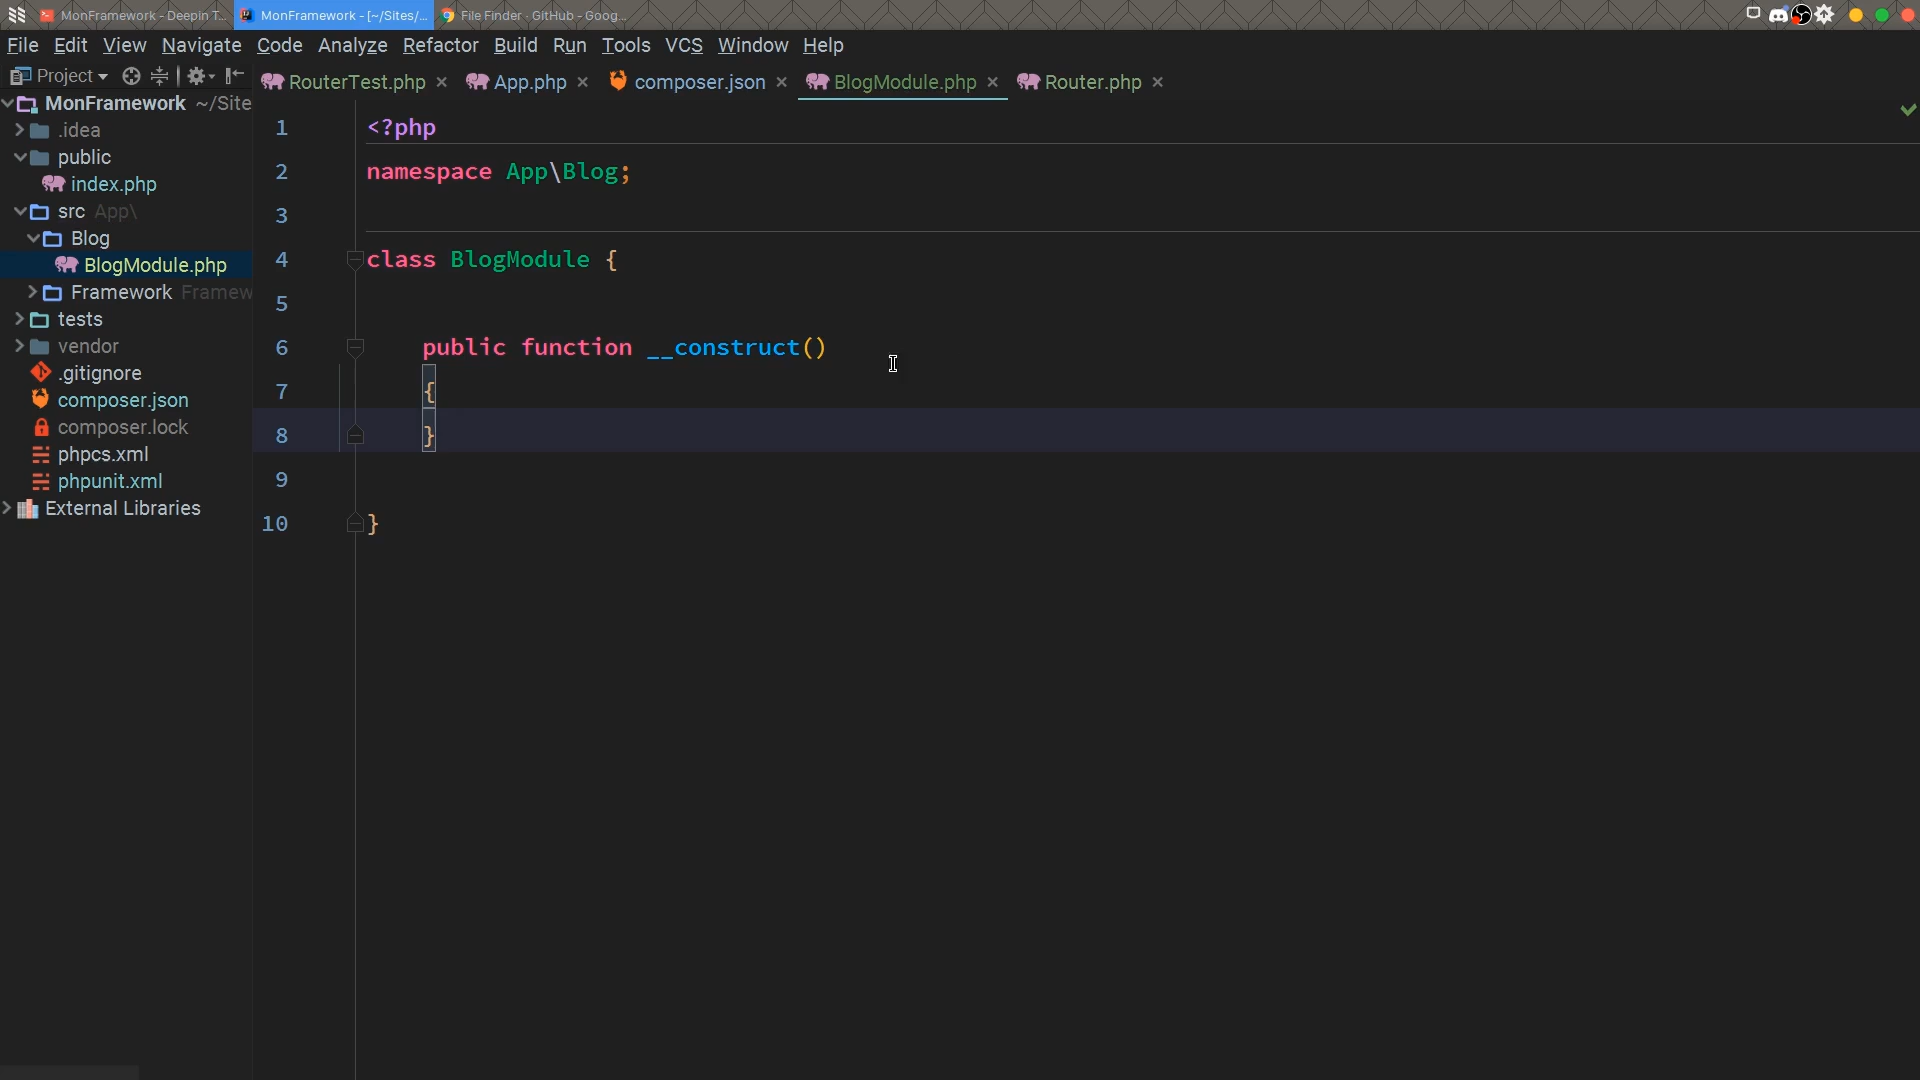 MonFramework - Deepin T...
MonFramework - [~/Sites/...
File Finder · GitHub - Goog...
File Edit View Navigate Code Analyze Refactor Build Run Tools VCS Window Help
Project
RouterTest.php
App.php
composer.json
BlogModule.php
Router.php
MonFramework ~/Site
.idea
public
index.php
src App\
Blog
BlogModule.php
Framework Framew
tests
vendor
.gitignore
composer.json
composer.lock
phpcs.xml
phpunit.xml
External Libraries
1 <?php
2 namespace App\Blog;
3
4 class BlogModule {
5
6 public function __construct()
7 {
8 }
9
10 }